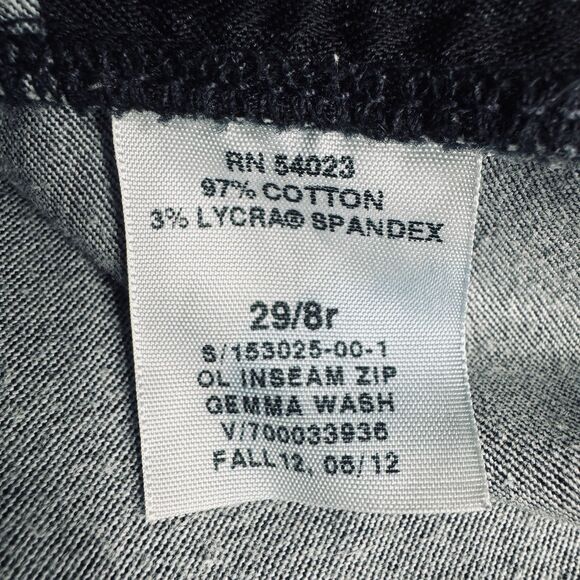 RN 54023
97% COTTON
3% LYCRA® SPANDEX
29/8r
S/153025-00-1
OL INSEAM ZIP
GEMMA WASH
V/700033936
FALL12, 06/12